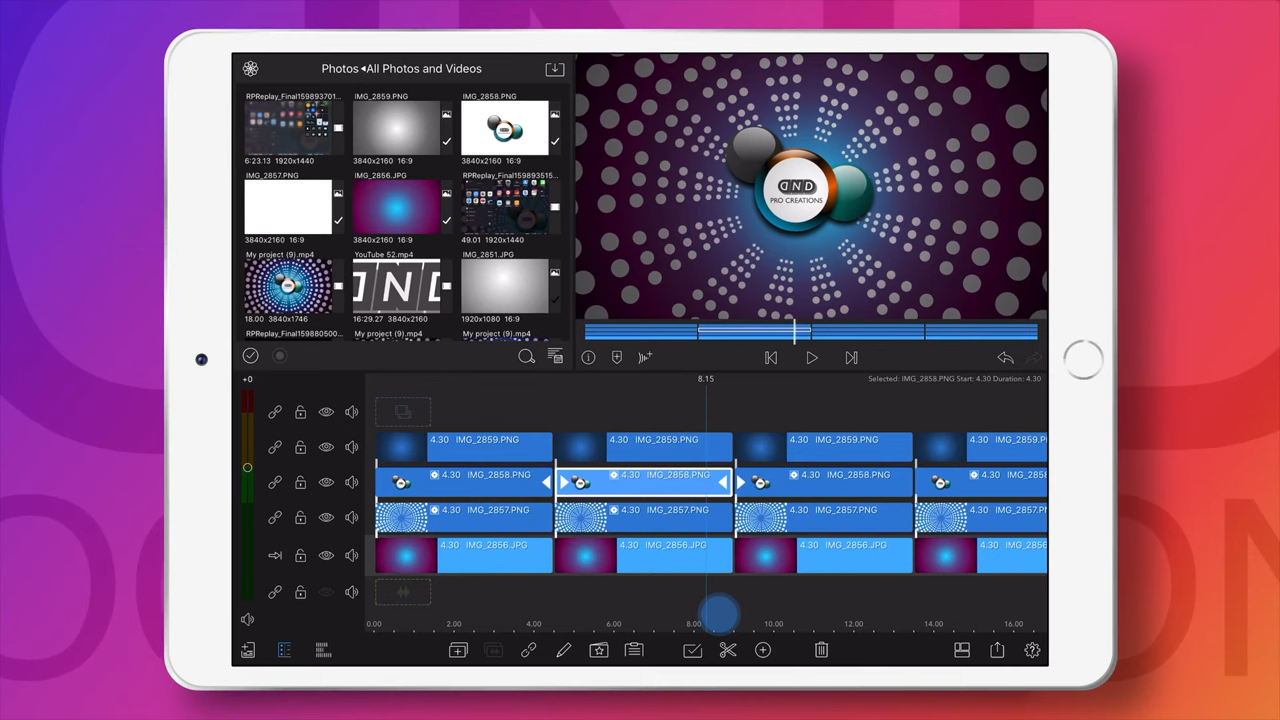 Photos ◂All Photos and Videos
RPReplay_Final159893701...
IMG_2859.PNG
IMG_2858.PNG
6:23.13 1920x1440
3840x2160 16:9
3840x2160 16:9
IMG_2857.PNG
IMG_2856.JPG
RPReplay_Final159893515...
3840x2160 16:9
3840x2160 16:9
49.01 1920x1440
My project (9).mp4
YouTube 52.mp4
IMG_2851.JPG
18.00 3840x1746
16:29.27 3840x2160
1920x1080 16:9
RPReplay_Final159880500...
My project (9).mp4
My project (9).mp4
DND
PRO CREATIONS
+0
8.15
Selected: IMG_2858.PNG Start: 4.30 Duration: 4.30
4.30 IMG_2859.PNG
4.30 IMG_2859.PNG
4.30 IMG_2859.PNG
4.30 IMG_2859.PNG
4.30 IMG_2858.PNG
4.30 IMG_2858.PNG
4.30 IMG_2858.PNG
4.30 IMG_285
4.30 IMG_2857.PNG
4.30 IMG_2857.PNG
4.30 IMG_2857.PNG
4.30 IMG_285
4.30 IMG_2856.JPG
4.30 IMG_2856.JPG
4.30 IMG_2856.JPG
4.30 IMG_2856
0.00 2.00 4.00 6.00 8.00 10.00 12.00 14.00 16.00